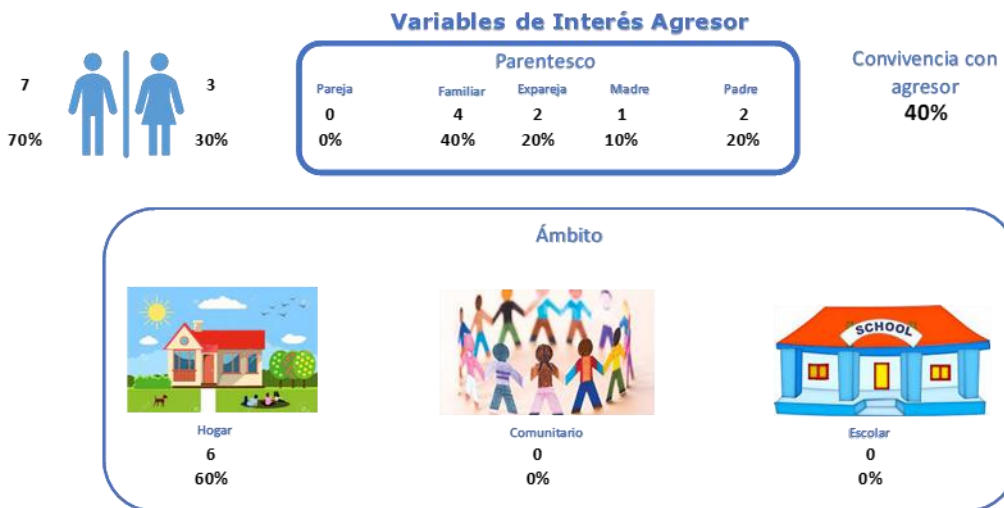 Variables de Interés Agresor
7
3
70%
30%
Parentesco
Pareja Familiar Expareja Madre Padre
0 4 2 1 2
0% 40% 20% 10% 20%
Convivencia con
agresor
40%
Ámbito
SCHOOL
Hogar Comunitario Escolar
6 0 0
60% 0% 0%